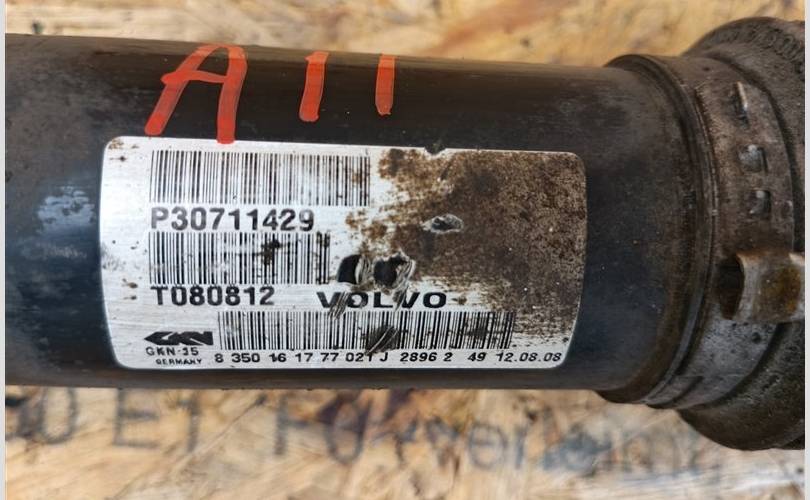 A11
P30711429
T080812 VOLVO
GKN
GKN-35
GERMANY
8 350 16 17 77 021 J 2896 2 49 12.08.08